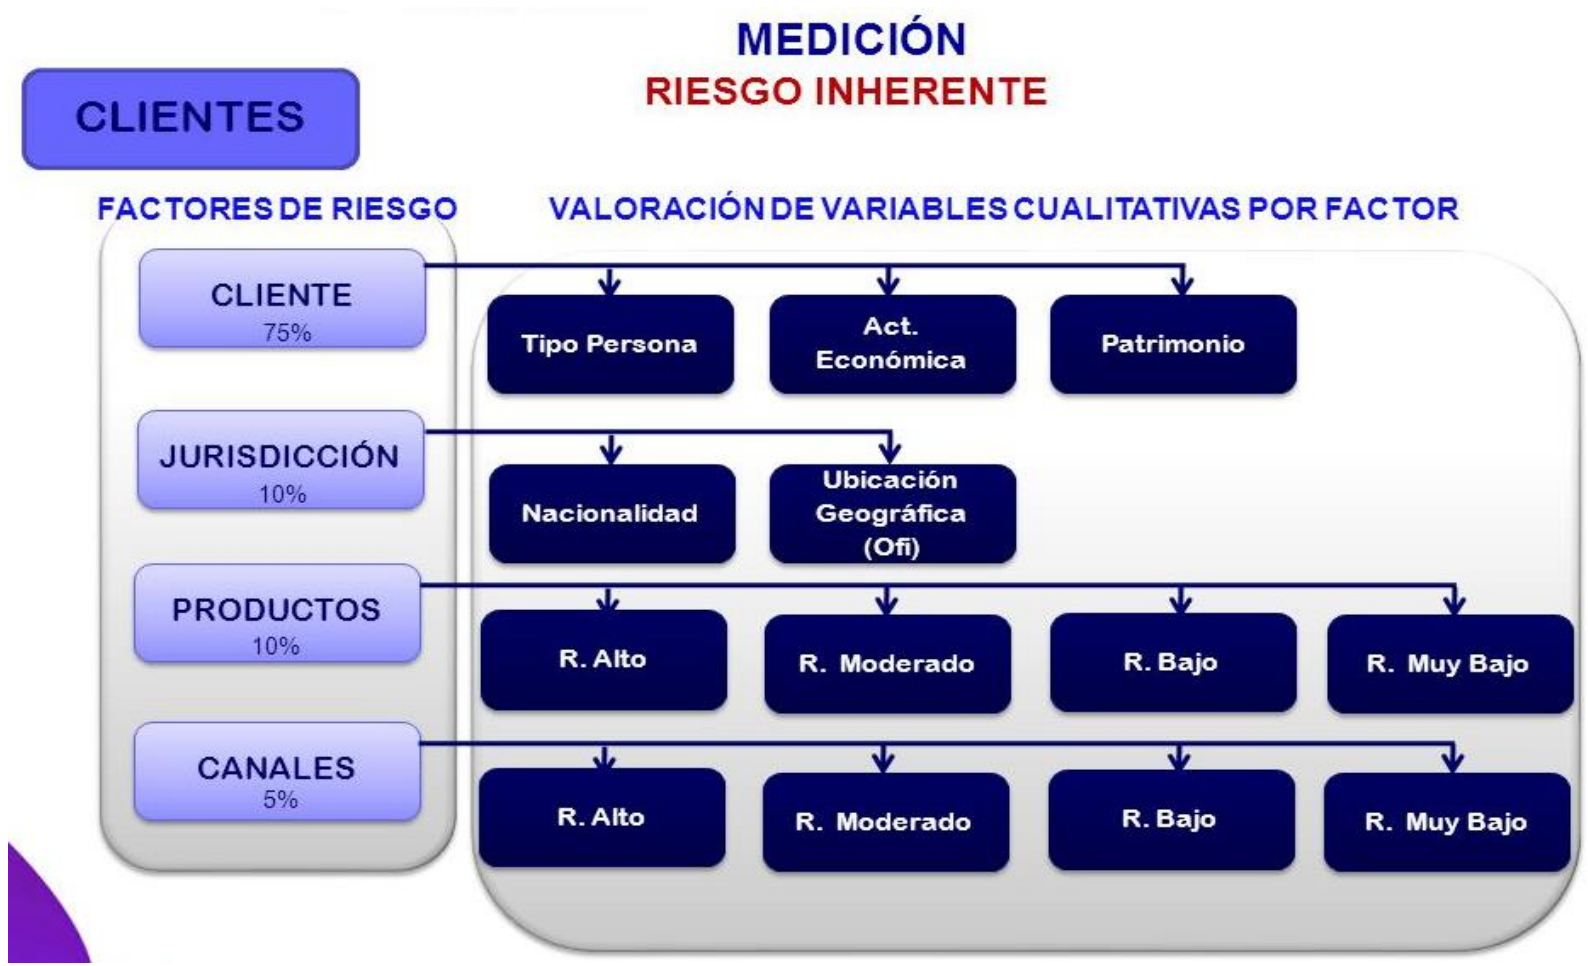 MEDICIÓN
RIESGO INHERENTE
CLIENTES
FACTORES DE RIESGO
VALORACIÓN DE VARIABLES CUALITATIVAS POR FACTOR
CLIENTE
75%
Tipo Persona
Act.
Económica
Patrimonio
JURISDICCIÓN
10%
Nacionalidad
Ubicación
Geográfica
(Ofi)
PRODUCTOS
10%
R. Alto
R. Moderado
R. Bajo
R. Muy Bajo
CANALES
5%
R. Alto
R. Moderado
R. Bajo
R. Muy Bajo